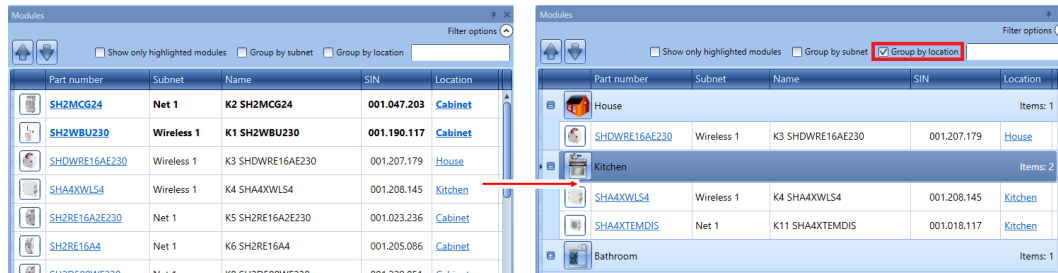 Modules
Filter options
Show only highlighted modules Group by subnet Group by location
Part number Subnet Name SIN Location
SH2MCG24 Net 1 K2 SH2MCG24 001.047.203 Cabinet
SH2WBU230 Wireless 1 K1 SH2WBU230 001.190.117 Cabinet
SHDWRE16AE230 Wireless 1 K3 SHDWRE16AE230 001.207.179 House
SHA4XWLS4 Wireless 1 K4 SHA4XWLS4 001.208.145 Kitchen
SH2RE16A2E230 Net 1 K5 SH2RE16A2E230 001.023.236 Cabinet
SH2RE16A4 Net 1 K6 SH2RE16A4 001.205.086 Cabinet
Modules
Filter options
Show only highlighted modules Group by subnet Group by location
Part number Subnet Name SIN Location
House Items: 1
SHDWRE16AE230 Wireless 1 K3 SHDWRE16AE230 001.207.179 House
Kitchen Items: 2
SHA4XWLS4 Wireless 1 K4 SHA4XWLS4 001.208.145 Kitchen
SHA4XTEMDIS Net 1 K11 SHA4XTEMDIS 001.018.117 Kitchen
Bathroom Items: 1